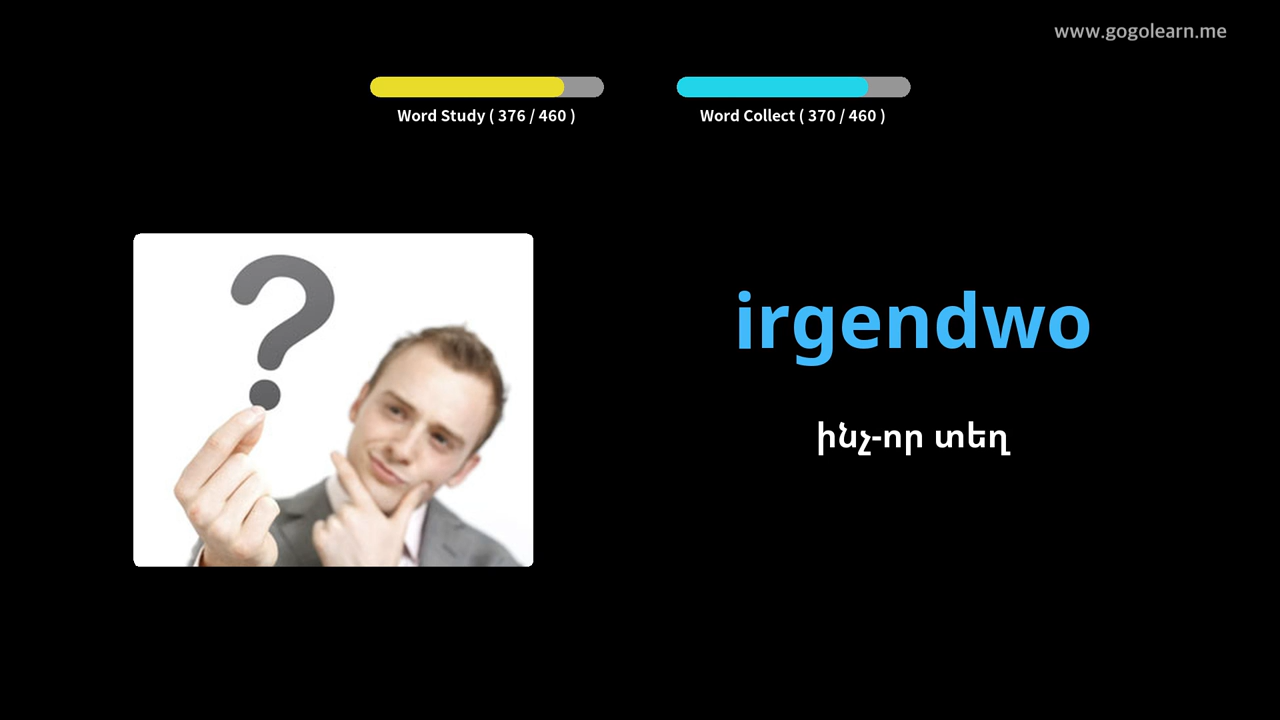 www.gogolearn.me
Word Study ( 376 / 460 )
Word Collect ( 370 / 460 )
irgendwo
ինչ-որ տեղ